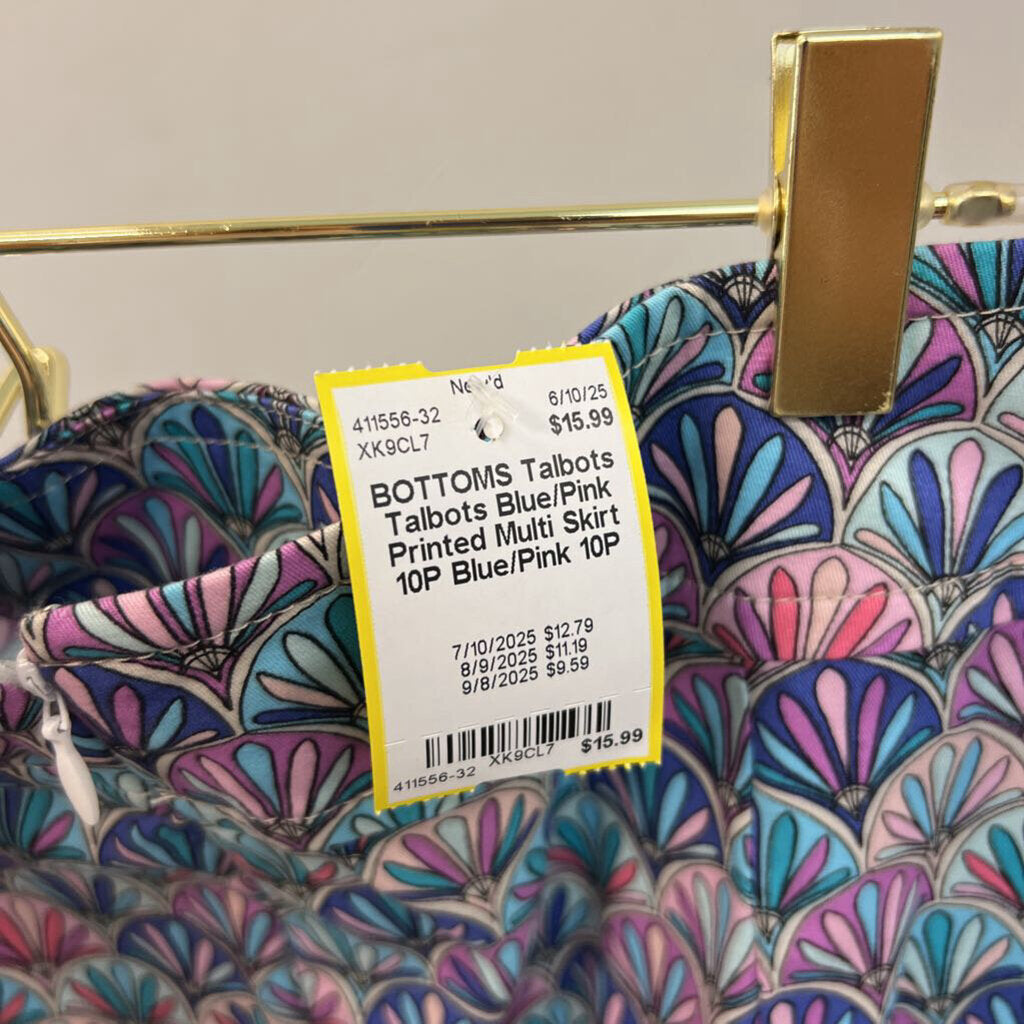 6/10/25
411556-32
$15.99
XK9CL7
BOTTOMS Talbots
Talbots Blue/Pink
Printed Multi Skirt
10P Blue/Pink 10P
7/10/2025 $12.79
8/9/2025 $11.19
9/8/2025 $9.59
411556-32 XK9CL7 $15.99